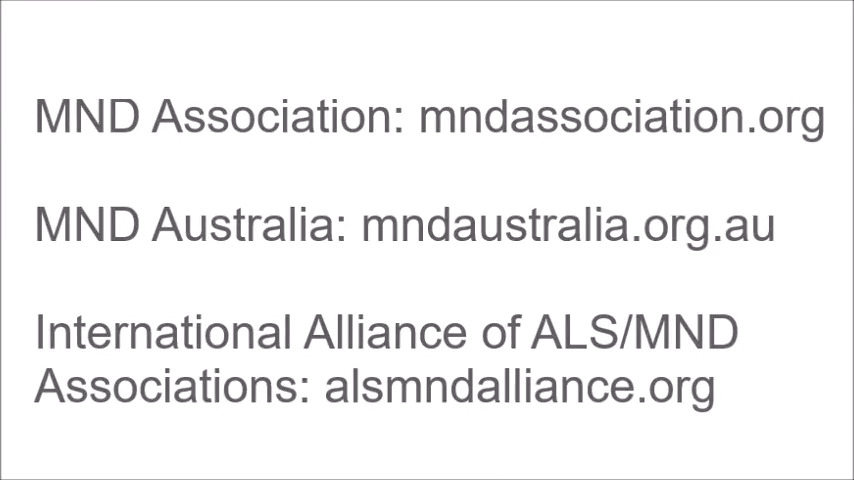 MND Association: mndassociation.org
MND Australia: mndaustralia.org.au
International Alliance of ALS/MND
Associations: alsmndalliance.org